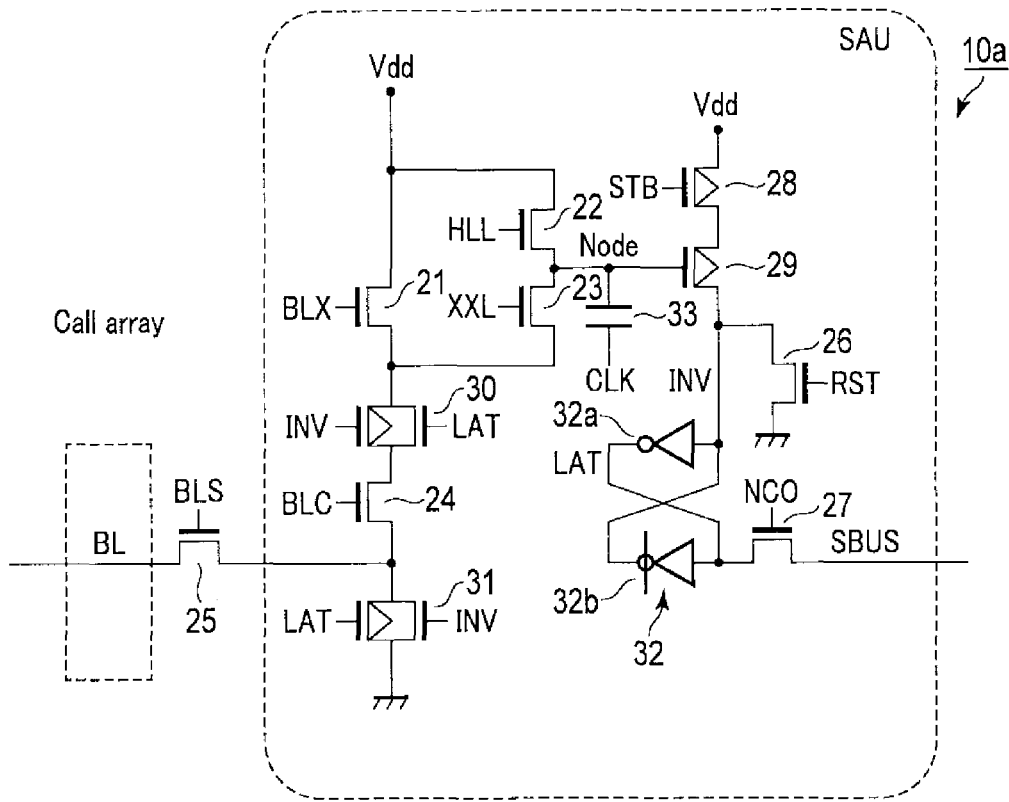 SAU
10a
Vdd
Vdd
STB
28
22
HLL
Node
29
21
23
BLX
XXL
33
Call array
CLK
INV
26
RST
30
32a
INV
LAT
LAT
BLS
BLC
24
NCO
27
BL
SBUS
31
25
LAT
INV
32b
32